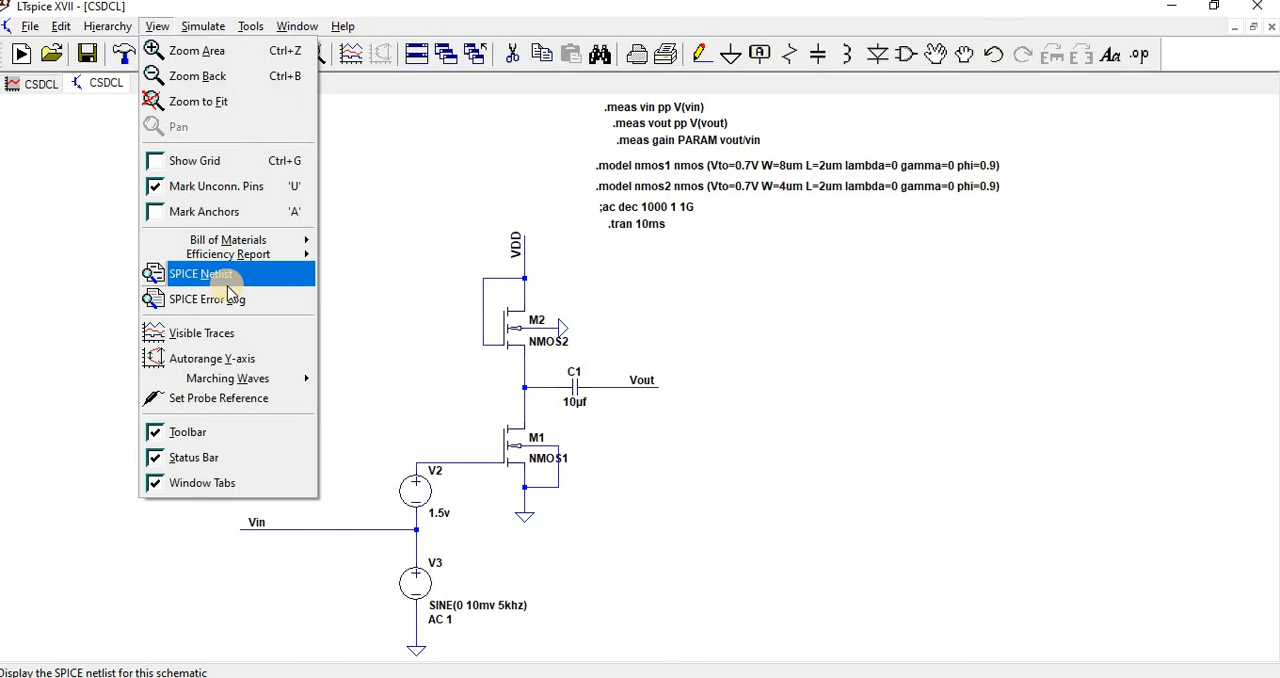 LTspice XVII - [CSDCL]
File Edit Hierarchy View Simulate Tools Window Help
.op
CSDCL CSDCL
Zoom Area Ctrl+Z
Zoom Back Ctrl+B
Zoom to Fit
Pan
Show Grid Ctrl+G
Mark Unconn. Pins 'U'
Mark Anchors 'A'
Bill of Materials
Efficiency Report
SPICE Netlist
SPICE Error Log
Visible Traces
Autorange Y-axis
Marching Waves
Set Probe Reference
Toolbar
Status Bar
Window Tabs
.meas vin pp V(vin)
.meas vout pp V(vout)
.meas gain PARAM vout/vin
.model nmos1 nmos (Vto=0.7V W=8um L=2um lambda=0 gamma=0 phi=0.9)
.model nmos2 nmos (Vto=0.7V W=4um L=2um lambda=0 gamma=0 phi=0.9)
;ac dec 1000 1 1G
.tran 10ms
VDD
M2
NMOS2
C1
10µf
Vout
M1
NMOS1
V2
1.5v
Vin
V3
SINE(0 10mv 5khz)
AC 1
Display the SPICE netlist for this schematic